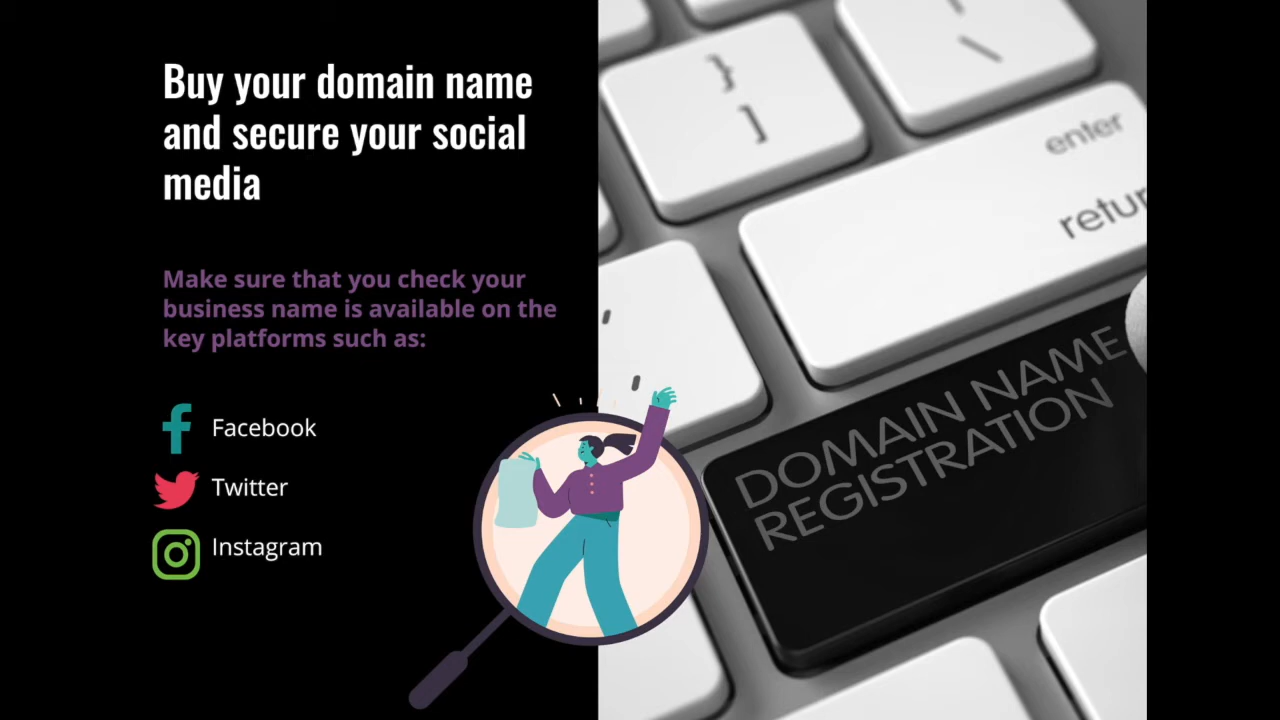 Buy your domain name
and secure your social
media
Make sure that you check your
business name is available on the
key platforms such as:
Facebook
Twitter
Instagram
}
]
\
enter
DOMAIN NAME
REGISTRATION